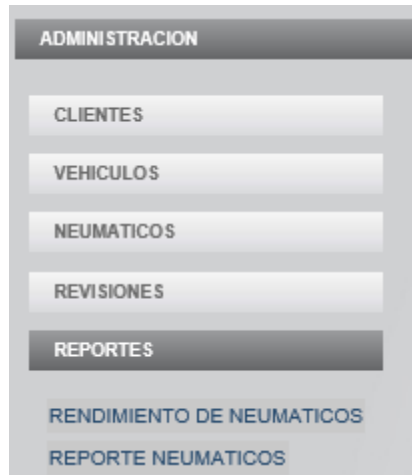 ADMINISTRACION
CLIENTES
VEHICULOS
NEUMATICOS
REVISIONES
REPORTES
RENDIMIENTO DE NEUMATICOS
REPORTE NEUMATICOS